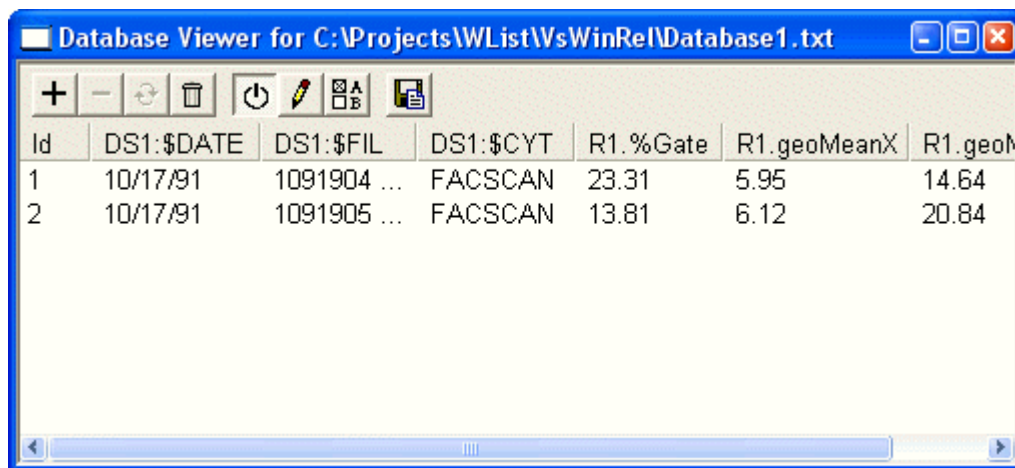 Database Viewer for C:\Projects\WList\VsWinRel\Database1.txt
A
B
Id DS1:$DATE DS1:$FIL DS1:$CYT R1.%Gate R1.geoMeanX R1.geoM
1 10/17/91 1091904 ... FACSCAN 23.31 5.95 14.64
2 10/17/91 1091905 ... FACSCAN 13.81 6.12 20.84